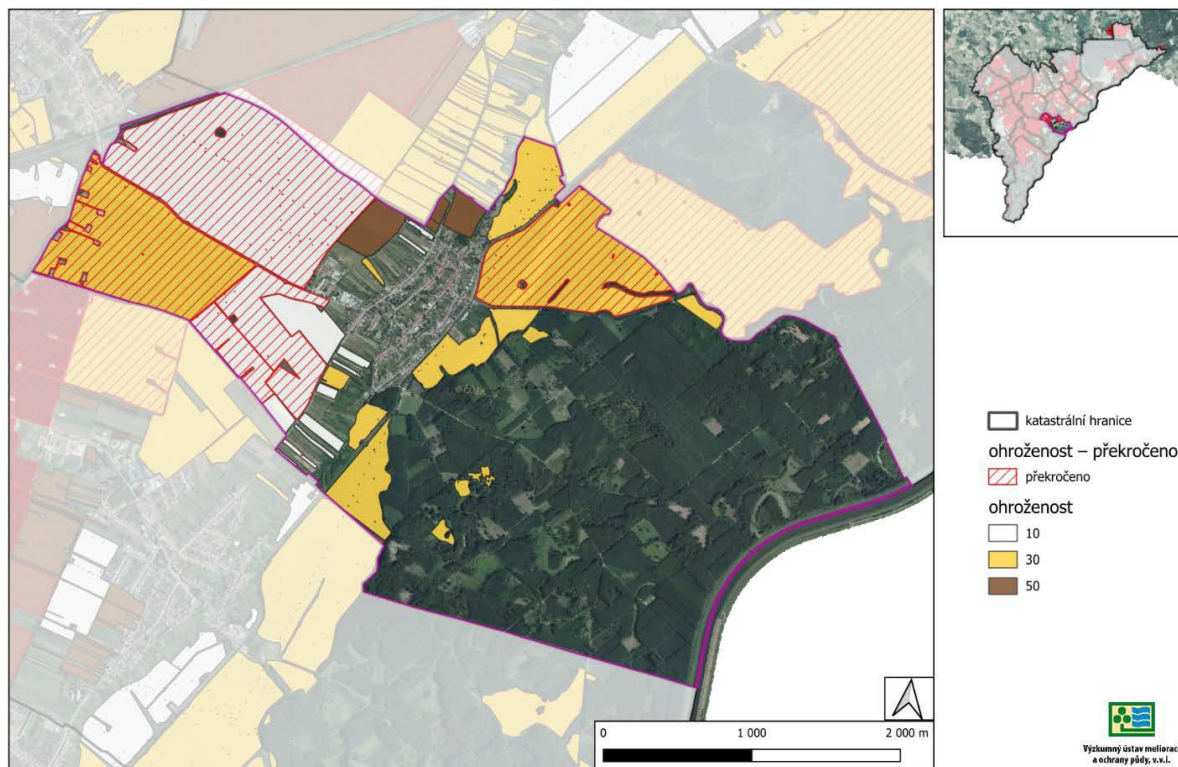 katastrální hranice
ohroženost – překročeno
překročeno
ohroženost
10
30
50
0
1 000
2 000 m
Výzkumný ústav meliorac
a ochrany půdy, v.v.i.